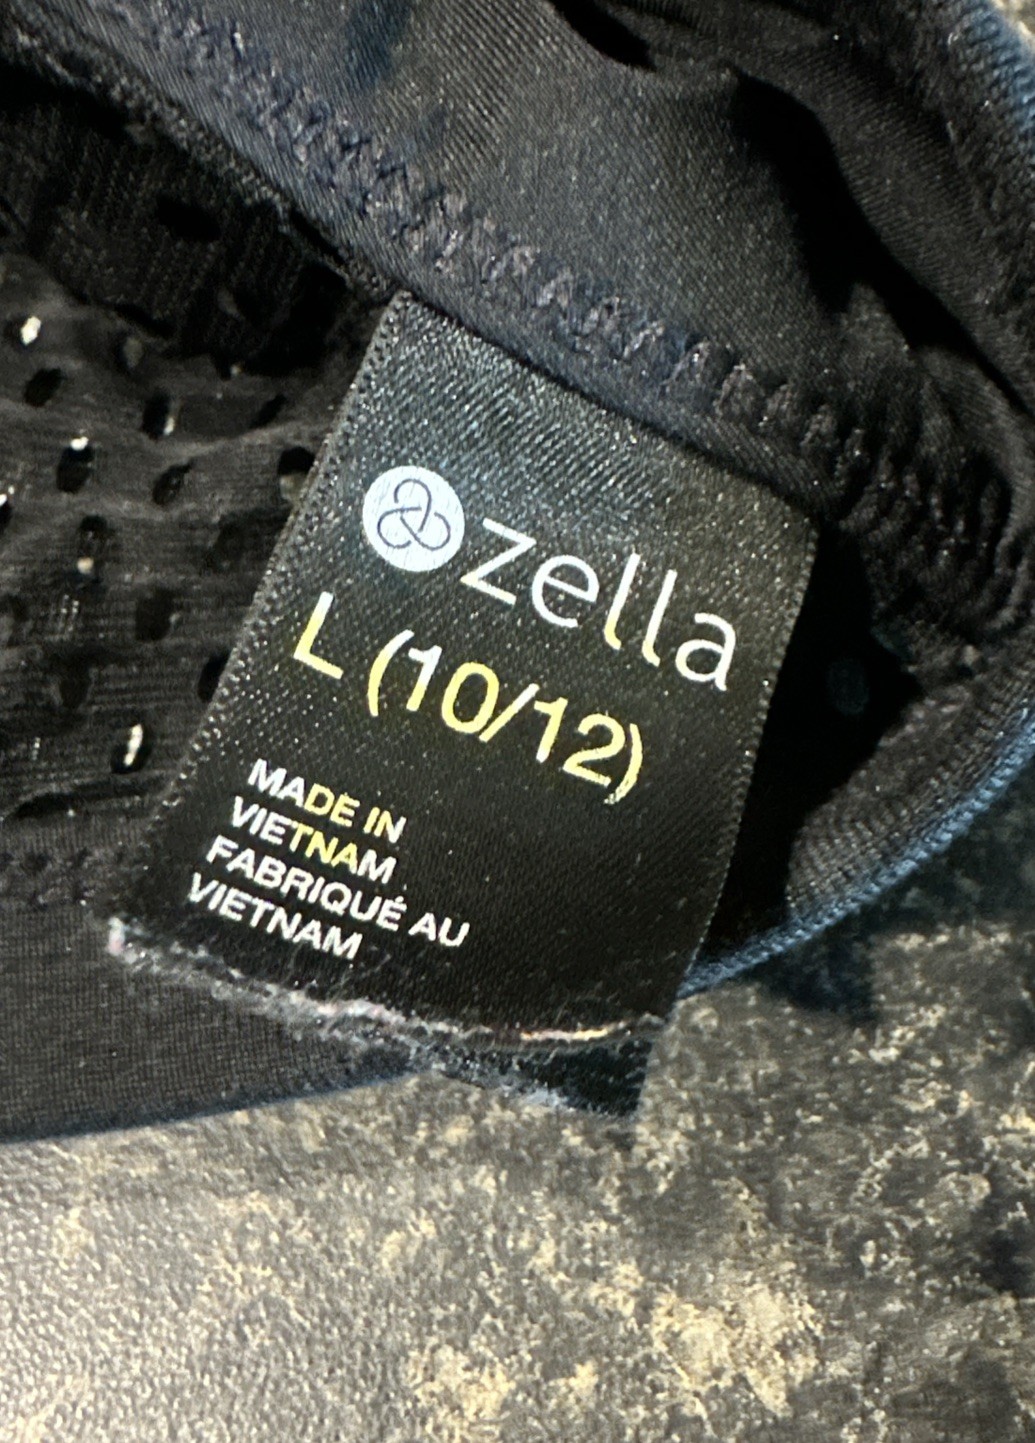 zella
L (10/12)
MADE IN
VIETNAM
FABRIQUÉ AU
VIETNAM